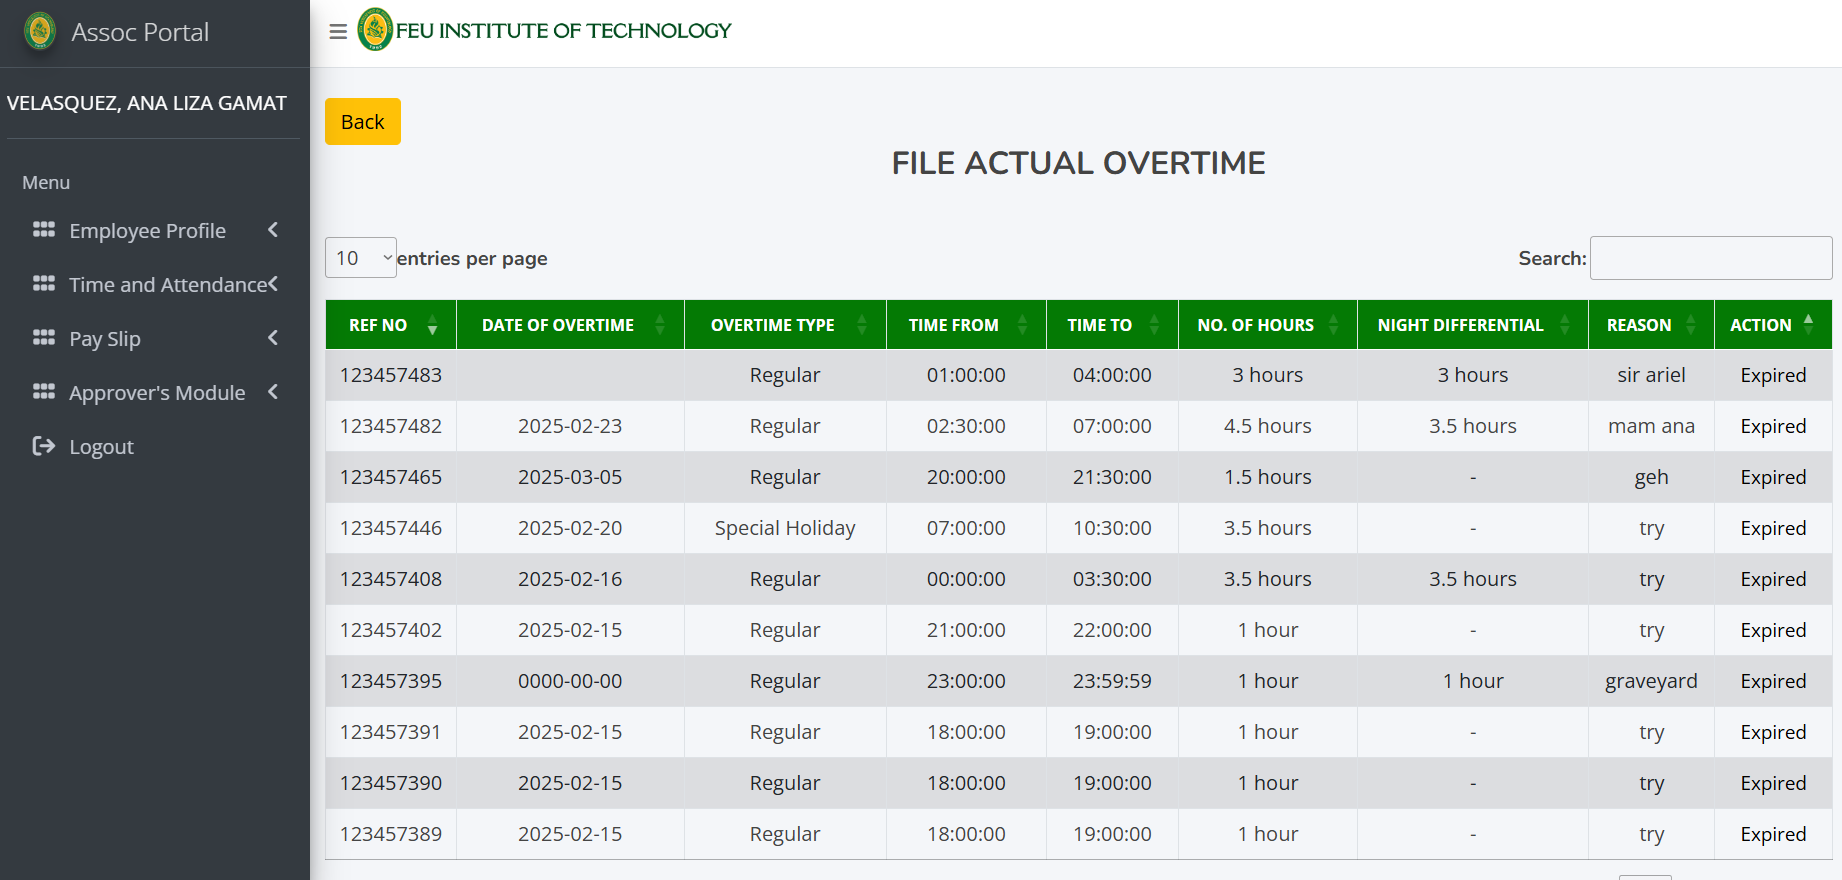 Assoc Portal
FEU INSTITUTE OF TECHNOLOGY
VELASQUEZ, ANA LIZA GAMAT
Menu
Employee Profile
Time and Attendance
Pay Slip
Approver's Module
Logout
Back
FILE ACTUAL OVERTIME
10 entries per page
Search:
REF NO DATE OF OVERTIME OVERTIME TYPE TIME FROM TIME TO NO. OF HOURS NIGHT DIFFERENTIAL REASON ACTION
123457483 Regular 01:00:00 04:00:00 3 hours 3 hours sir ariel Expired
123457482 2025-02-23 Regular 02:30:00 07:00:00 4.5 hours 3.5 hours mam ana Expired
123457465 2025-03-05 Regular 20:00:00 21:30:00 1.5 hours - geh Expired
123457446 2025-02-20 Special Holiday 07:00:00 10:30:00 3.5 hours - try Expired
123457408 2025-02-16 Regular 00:00:00 03:30:00 3.5 hours 3.5 hours try Expired
123457402 2025-02-15 Regular 21:00:00 22:00:00 1 hour - try Expired
123457395 0000-00-00 Regular 23:00:00 23:59:59 1 hour 1 hour graveyard Expired
123457391 2025-02-15 Regular 18:00:00 19:00:00 1 hour - try Expired
123457390 2025-02-15 Regular 18:00:00 19:00:00 1 hour - try Expired
123457389 2025-02-15 Regular 18:00:00 19:00:00 1 hour - try Expired